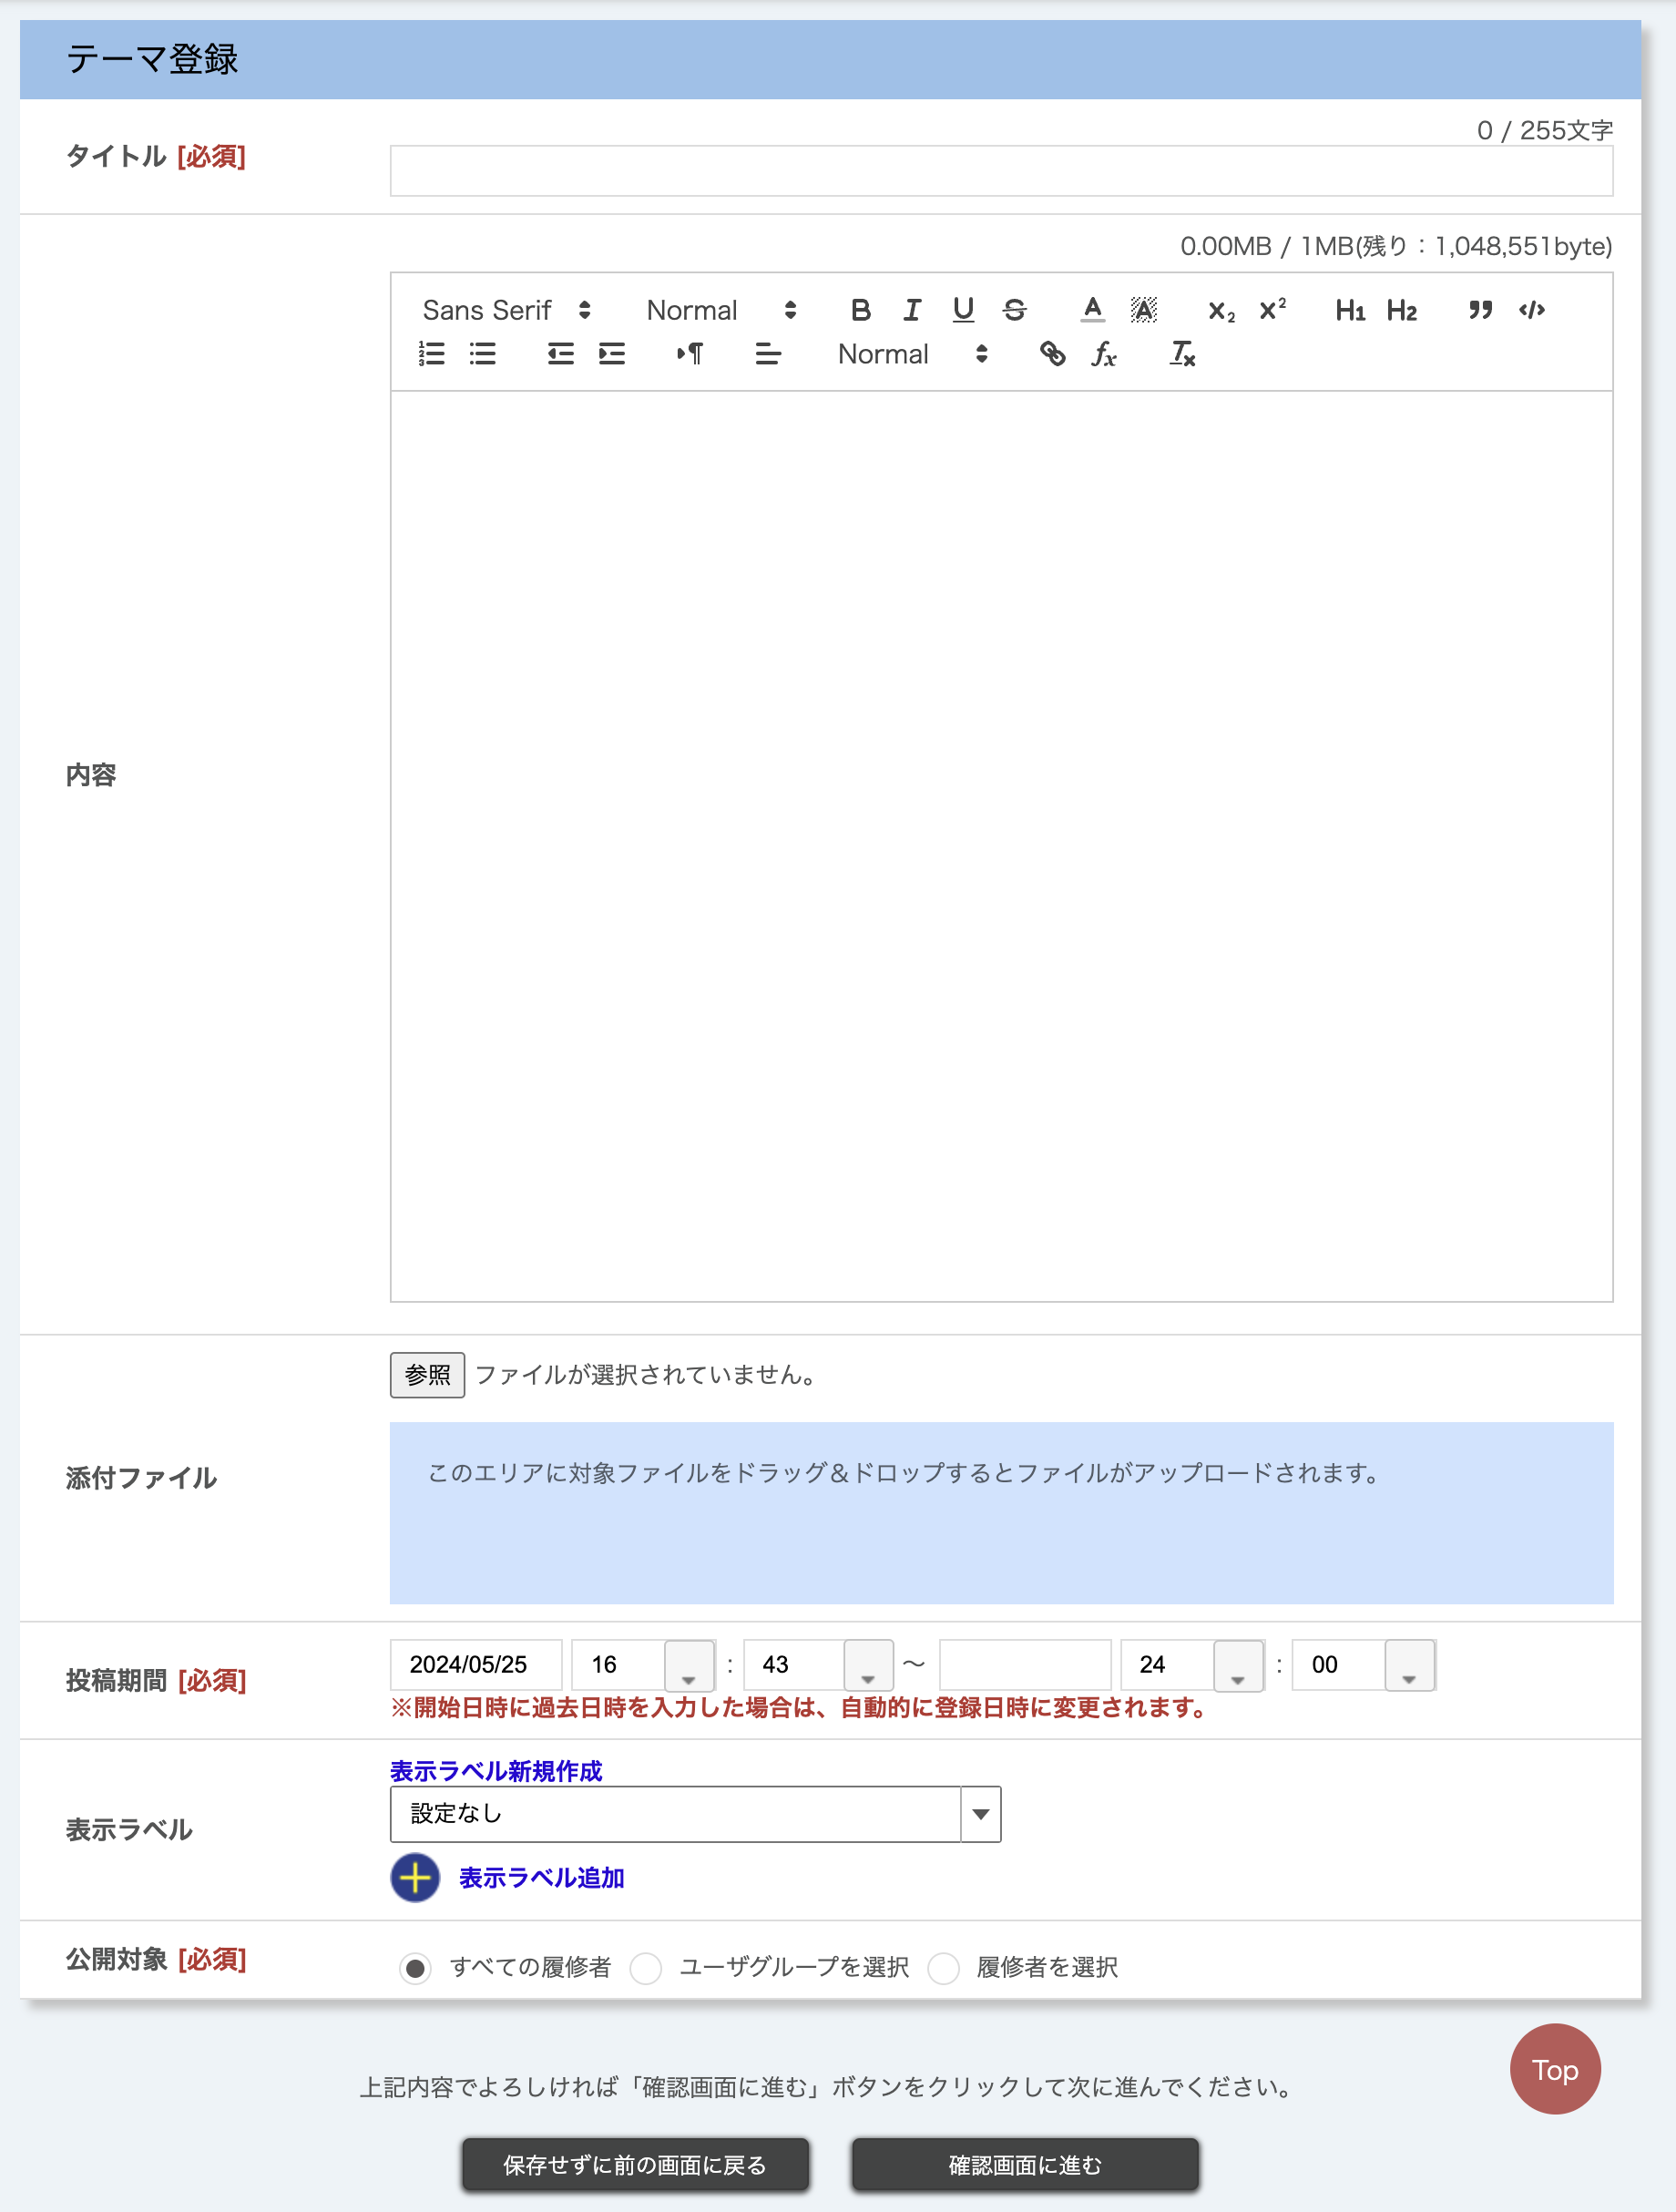 テーマ登録
タイトル [必須]
0 / 255文字
0.00MB / 1MB(残り：1,048,551byte)
Sans Serif Normal B I U S A A x₂ x² H1 H2 ” </>
Normal fx Tx
内容
参照 ファイルが選択されていません。
添付ファイル
このエリアに対象ファイルをドラッグ＆ドロップするとファイルがアップロードされます。
投稿期間 [必須]
2024/05/25 16 : 43 ～ 24 : 00
※開始日時に過去日時を入力した場合は、自動的に登録日時に変更されます。
表示ラベル
表示ラベル新規作成
設定なし
表示ラベル追加
公開対象 [必須]
すべての履修者 ユーザグループを選択 履修者を選択
Top
上記内容でよろしければ「確認画面に進む」ボタンをクリックして次に進んでください。
保存せずに前の画面に戻る 確認画面に進む